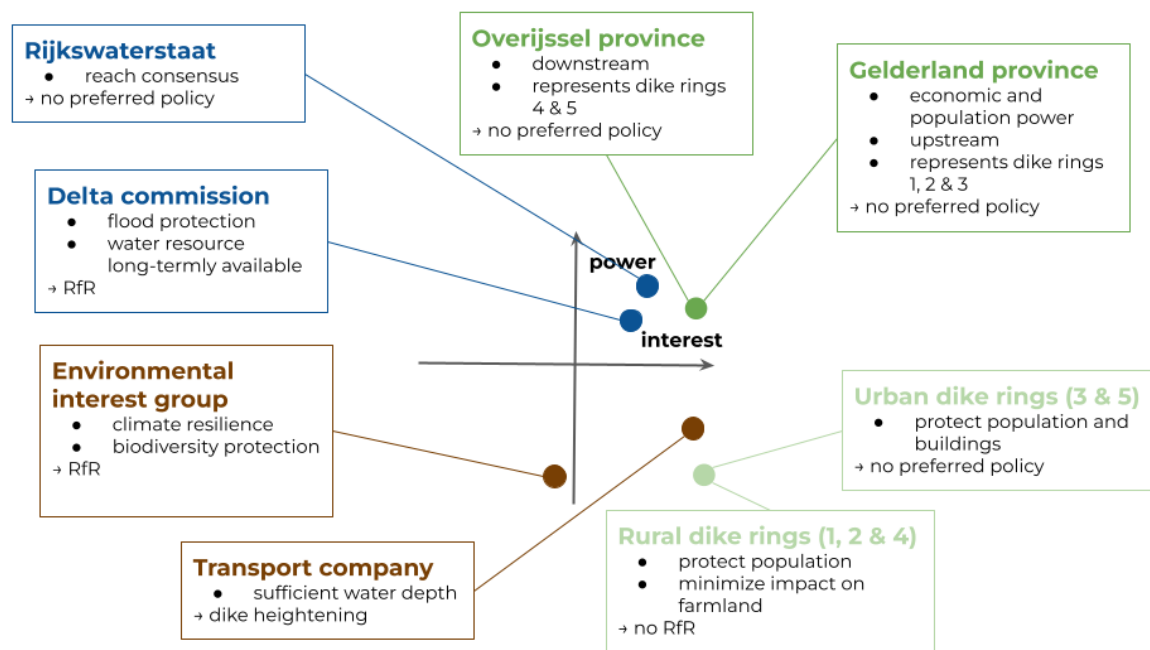 Rijkswaterstaat
● reach consensus
→ no preferred policy
Overijssel province
● downstream
● represents dike rings
4 & 5
→ no preferred policy
Gelderland province
● economic and
population power
● upstream
● represents dike rings
1, 2 & 3
→ no preferred policy
Delta commission
● flood protection
● water resource
long-termly available
→ RfR
power
interest
Environmental
interest group
● climate resilience
● biodiversity protection
→ RfR
Urban dike rings (3 & 5)
● protect population and
buildings
→ no preferred policy
Transport company
● sufficient water depth
→ dike heightening
Rural dike rings (1, 2 & 4)
● protect population
● minimize impact on
farmland
→ no RfR